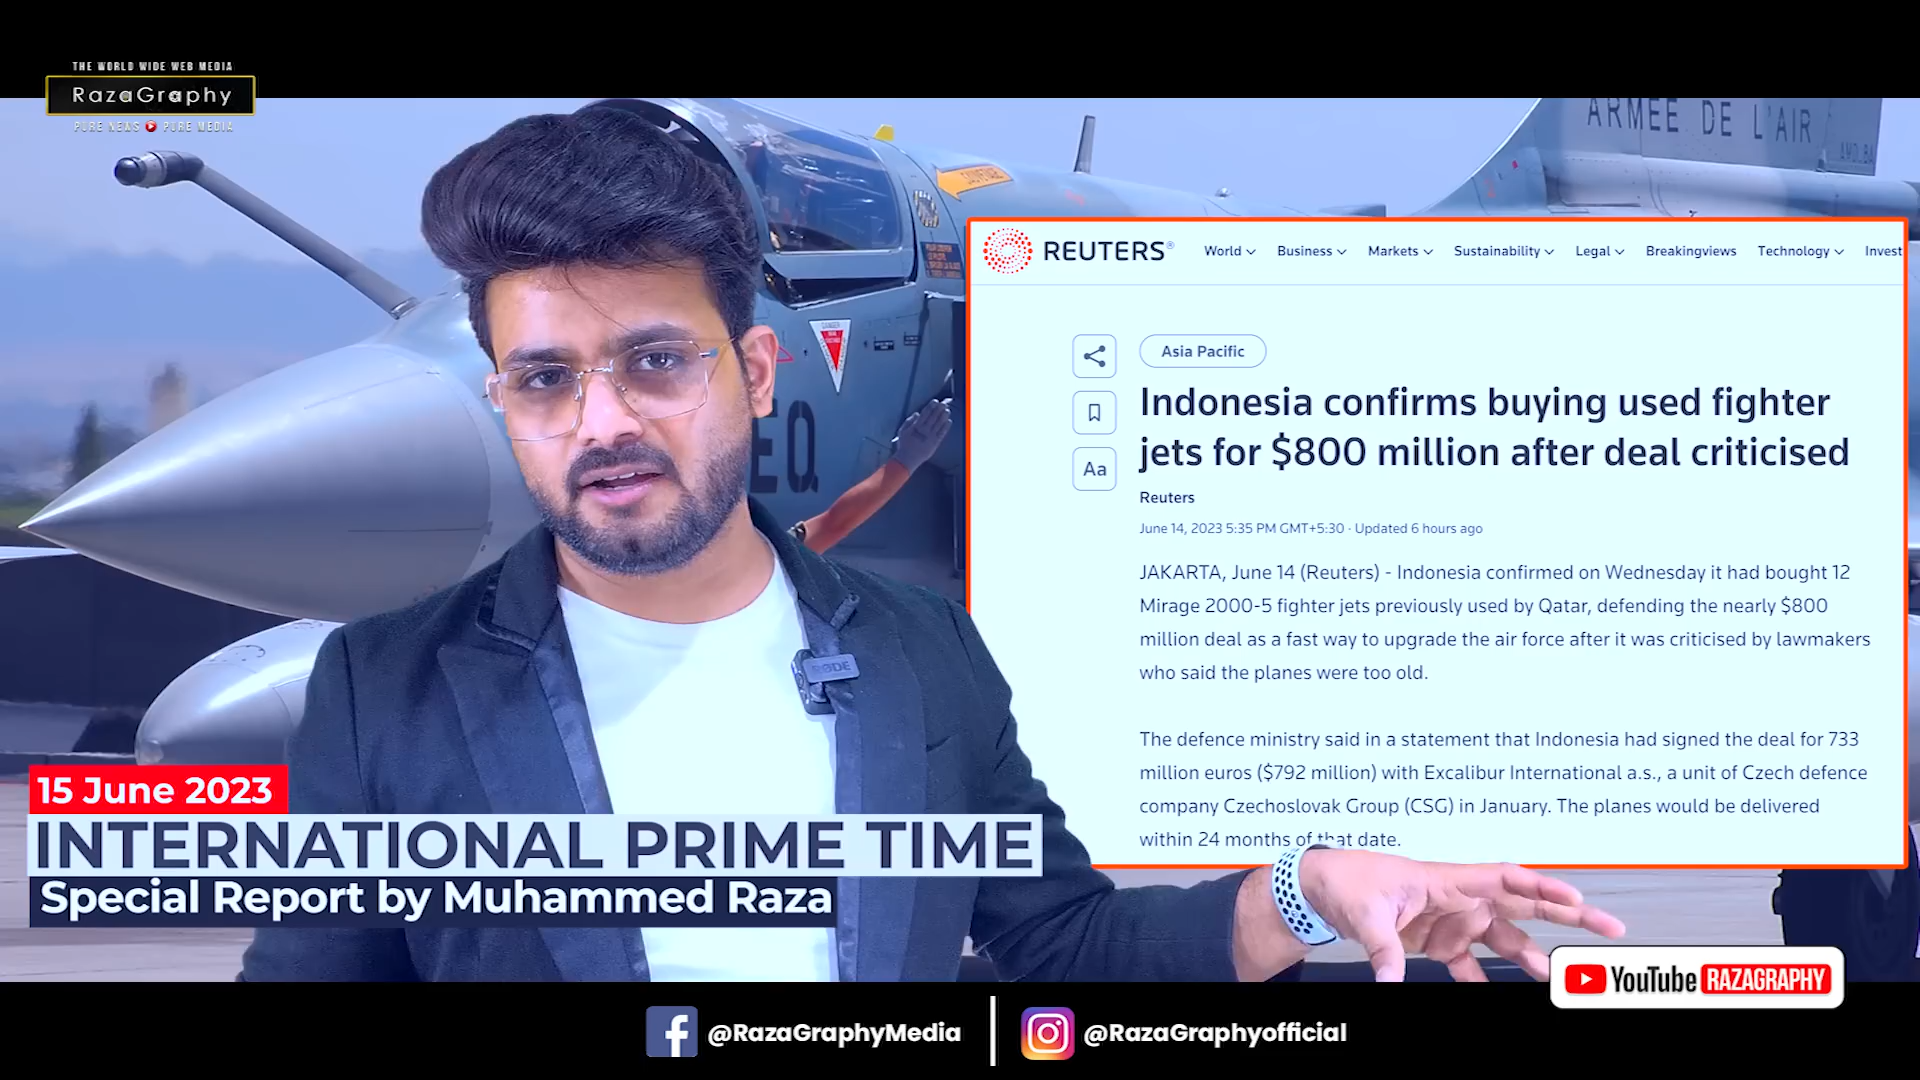 THE WORLD WIDE WEB MEDIA
RazaGraphy
PURE NEWS PURE MEDIA
ARMEE DE L'AIR
EQ
DANGER
RØDE
REUTERS®
World Business Markets Sustainability Legal Breakingviews Technology Invest
Asia Pacific
Indonesia confirms buying used fighter
jets for $800 million after deal criticised
Aa
Reuters
June 14, 2023 5:35 PM GMT+5:30 · Updated 6 hours ago
JAKARTA, June 14 (Reuters) - Indonesia confirmed on Wednesday it had bought 12
Mirage 2000-5 fighter jets previously used by Qatar, defending the nearly $800
million deal as a fast way to upgrade the air force after it was criticised by lawmakers
who said the planes were too old.
The defence ministry said in a statement that Indonesia had signed the deal for 733
million euros ($792 million) with Excalibur International a.s., a unit of Czech defence
company Czechoslovak Group (CSG) in January. The planes would be delivered
within 24 months of that date.
15 June 2023
INTERNATIONAL PRIME TIME
Special Report by Muhammed Raza
YouTube RAZAGRAPHY
@RazaGraphyMedia
@RazaGraphyofficial